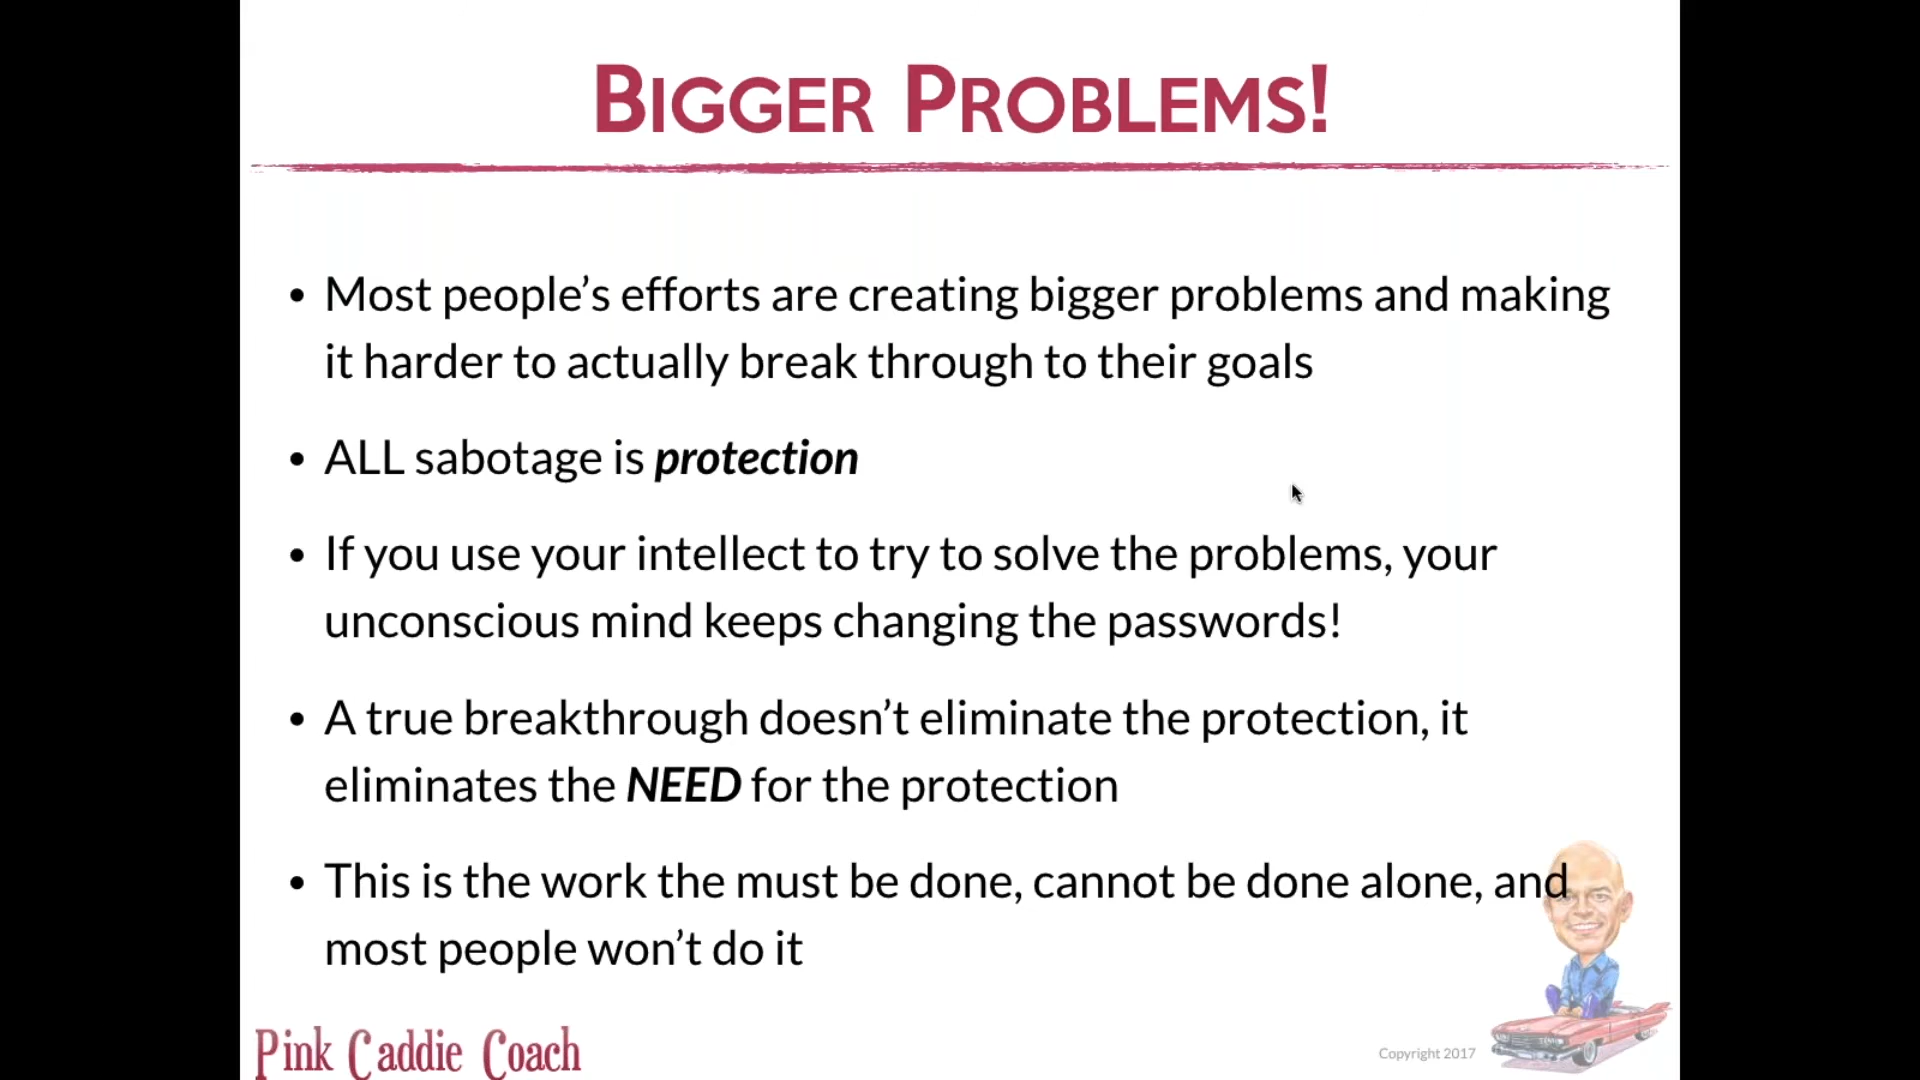 BIGGER PROBLEMS!
• Most people's efforts are creating bigger problems and making
it harder to actually break through to their goals
• ALL sabotage is protection
• If you use your intellect to try to solve the problems, your
unconscious mind keeps changing the passwords!
• A true breakthrough doesn't eliminate the protection, it
eliminates the NEED for the protection
• This is the work the must be done, cannot be done alone, and
most people won't do it
Pink Caddie Coach
Copyright 2017